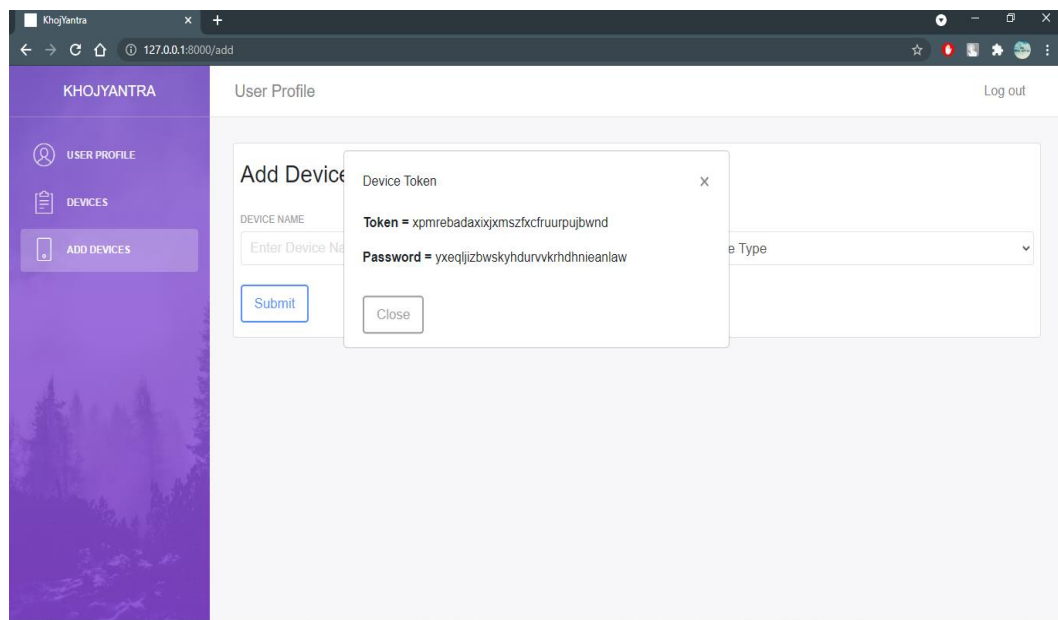 KhojYantra
127.0.0.1:8000/add
KHOJYANTRA
User Profile
Log out
USER PROFILE
DEVICES
ADD DEVICES
Add Device
DEVICE NAME
Enter Device Na
e Type
Submit
Device Token
Token = xpmrebadaxixjxmszfxcfruurpujbwnd
Password = yxeqljizbwskyhdurvvkrhdhnieanlaw
Close